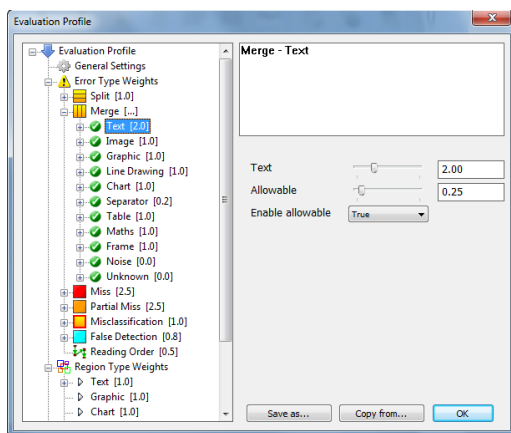 Evaluation Profile
Evaluation Profile
General Settings
Error Type Weights
Split [1.0]
Merge [...]
Text [2.0]
Image [1.0]
Graphic [1.0]
Line Drawing [1.0]
Chart [1.0]
Separator [0.2]
Table [1.0]
Maths [1.0]
Frame [1.0]
Noise [0.0]
Unknown [0.0]
Miss [2.5]
Partial Miss [2.5]
Misclassification [1.0]
False Detection [0.8]
Reading Order [0.5]
Region Type Weights
Text [1.0]
Graphic [1.0]
Chart [1.0]
Merge - Text
Text 2.00
Allowable 0.25
Enable allowable True
Save as... Copy from... OK